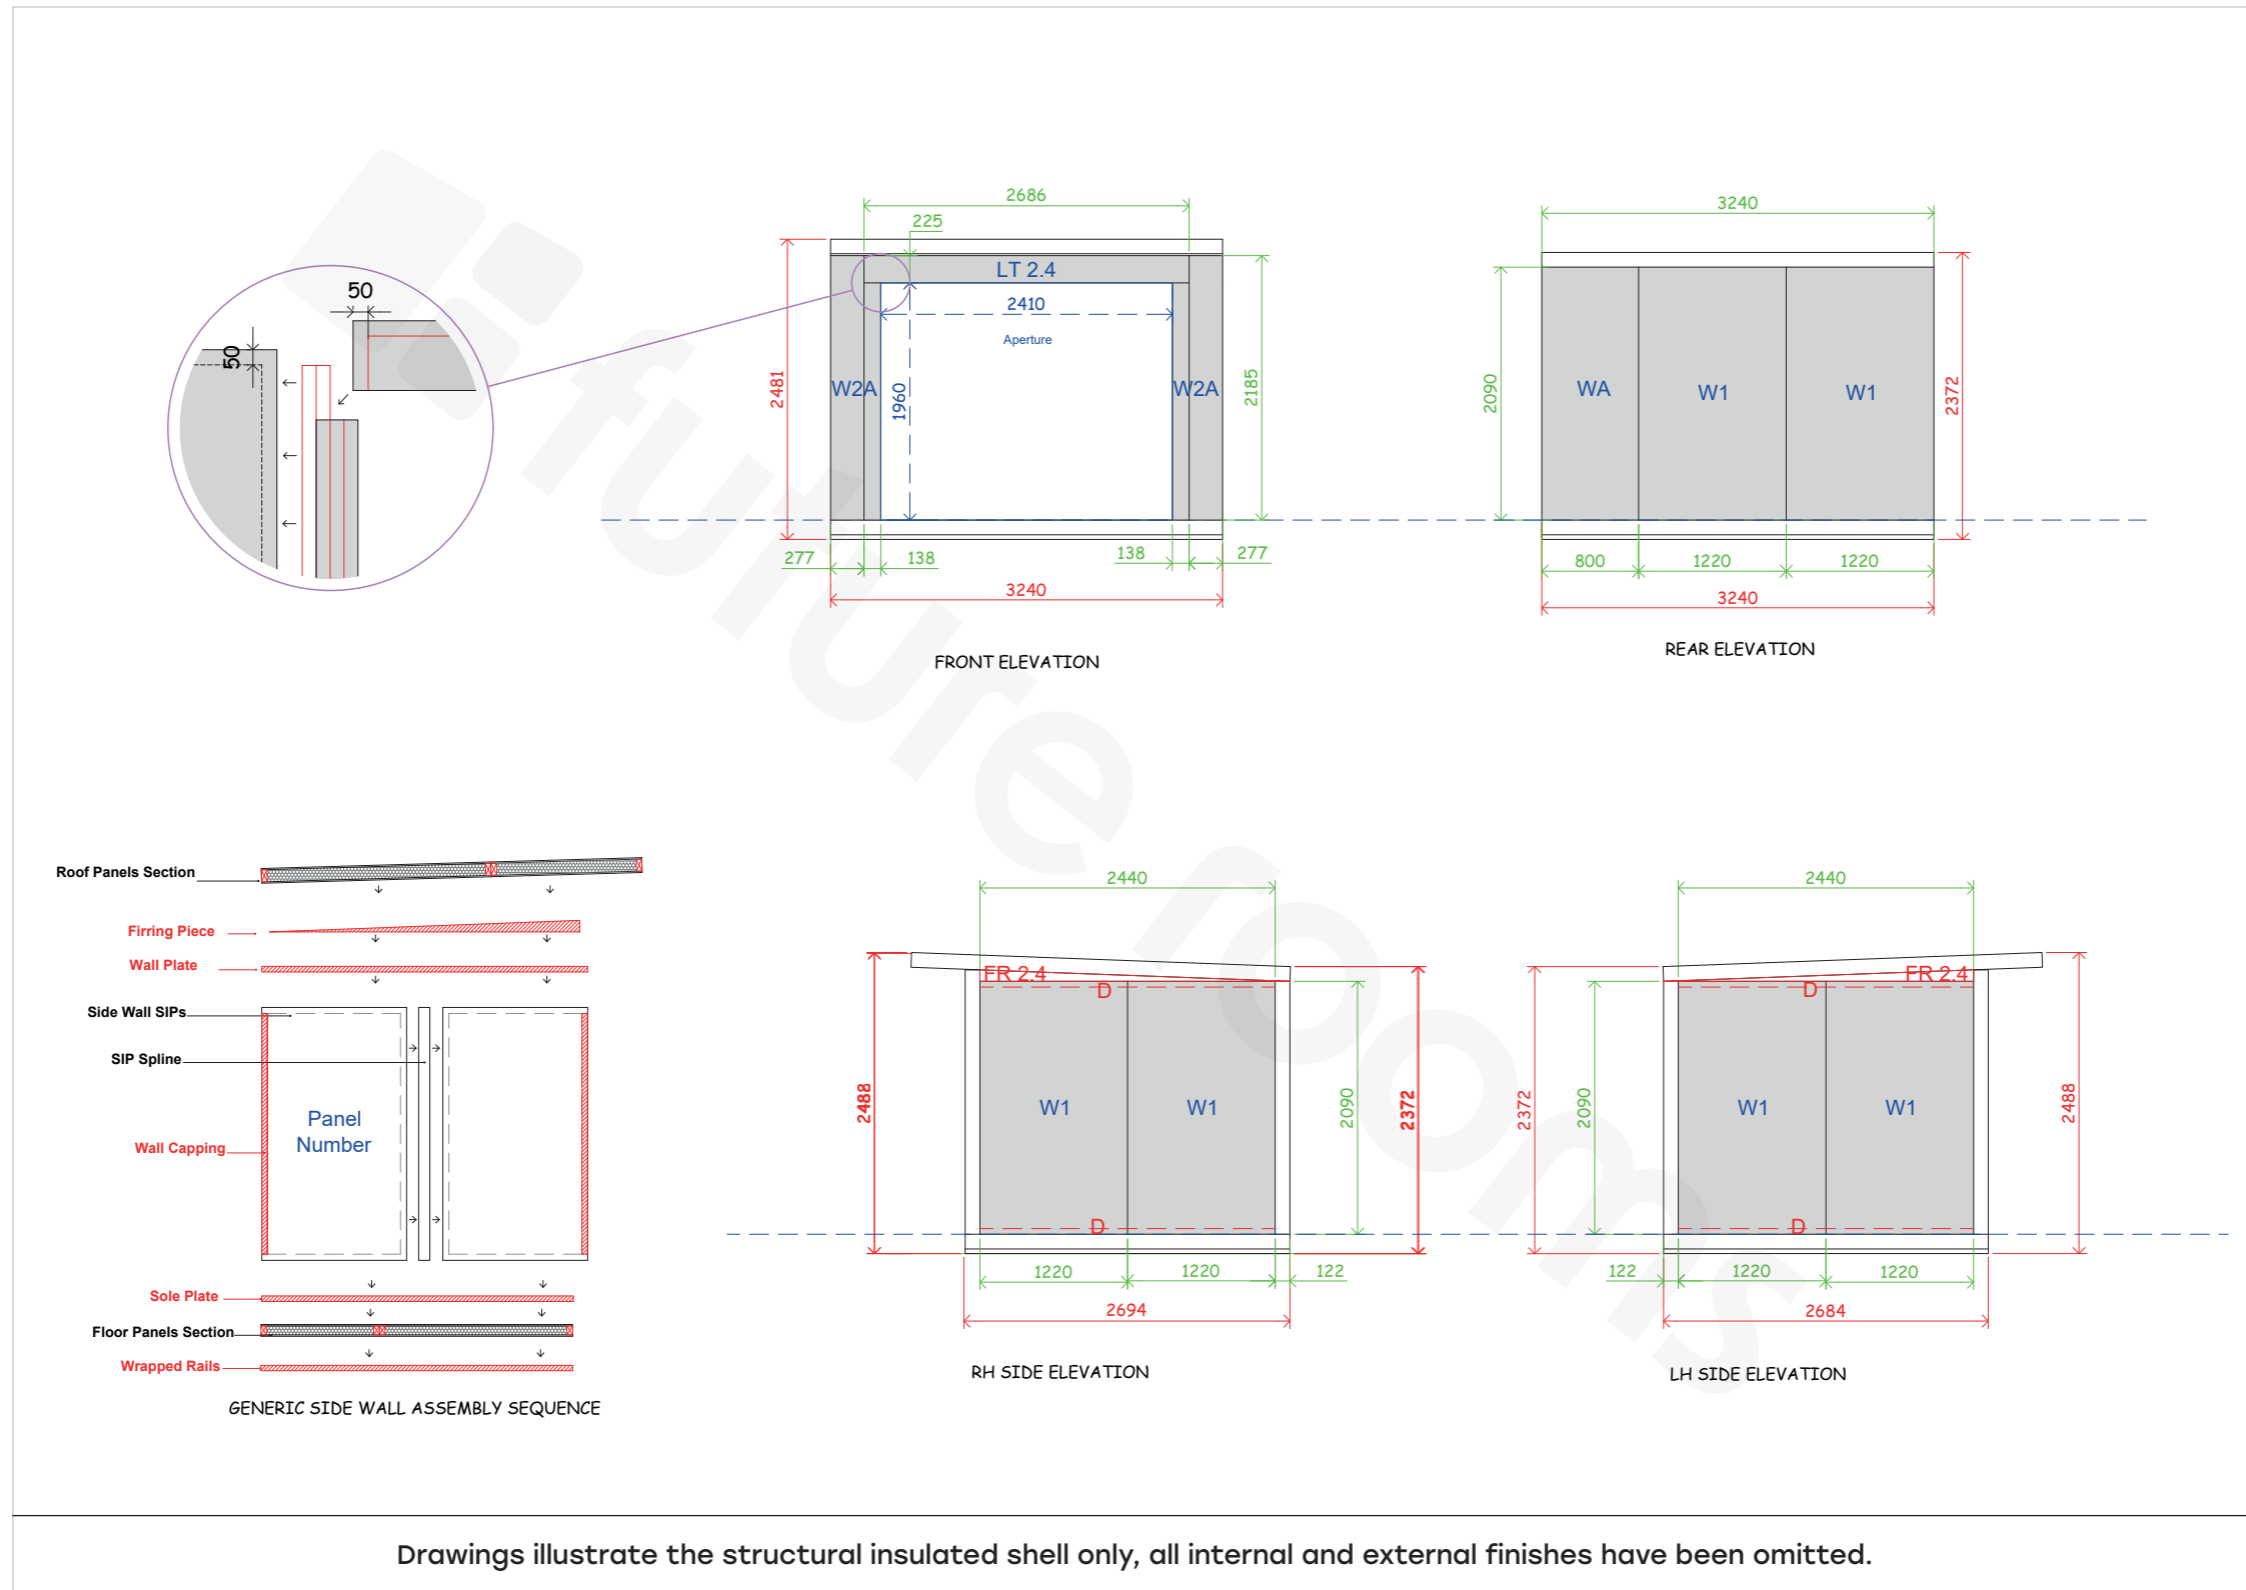 2686
225
LT 2.4
2410
Aperture
2481
W2A
1960
W2A
2185
277
138
138
277
3240
FRONT ELEVATION
50
50
3240
2090
WA
W1
W1
2372
800
1220
1220
3240
REAR ELEVATION
future rooms
Roof Panels Section
Firring Piece
Wall Plate
Side Wall SIPs
SIP Spline
Panel
Number
Wall Capping
Sole Plate
Floor Panels Section
Wrapped Rails
GENERIC SIDE WALL ASSEMBLY SEQUENCE
2440
FR 2.4
D
2488
W1
W1
2090
2372
D
1220
1220
122
2694
RH SIDE ELEVATION
2440
FR 2.4
D
2372
2090
W1
W1
2488
D
122
1220
1220
2684
LH SIDE ELEVATION
Drawings illustrate the structural insulated shell only, all internal and external finishes have been omitted.